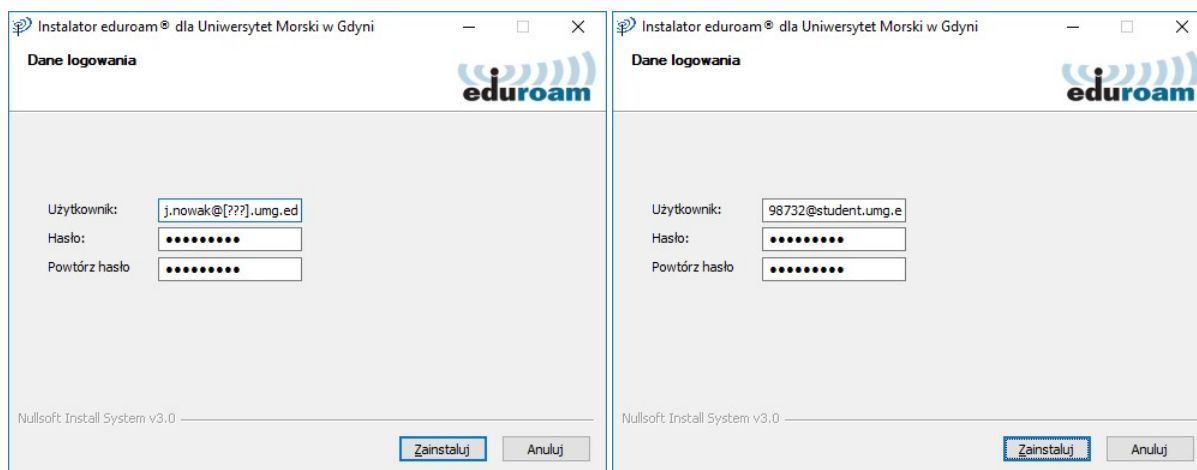 Instalator eduroam® dla Uniwersytet Morski w Gdyni
Dane logowania
eduroam
Użytkownik: j.nowak@[???].umg.ed
Hasło: ●●●●●●●●●
Powtórz hasło ●●●●●●●●●
Nullsoft Install System v3.0
Zainstaluj Anuluj
Instalator eduroam® dla Uniwersytet Morski w Gdyni
Dane logowania
eduroam
Użytkownik: 98732@student.umg.e
Hasło: ●●●●●●●●●
Powtórz hasło ●●●●●●●●●
Nullsoft Install System v3.0
Zainstaluj Anuluj